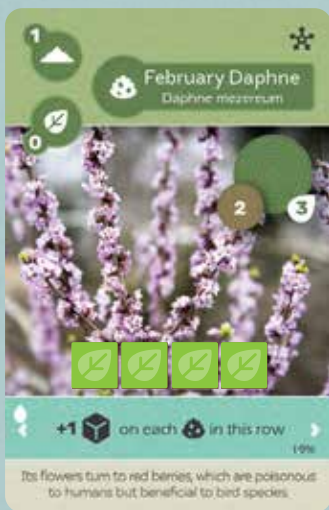 1
February Daphne
Daphne mezereum
0
2
3
+1 on each in this row
Its flowers turn to red berries, which are poisonous
to humans but beneficial to bird species.